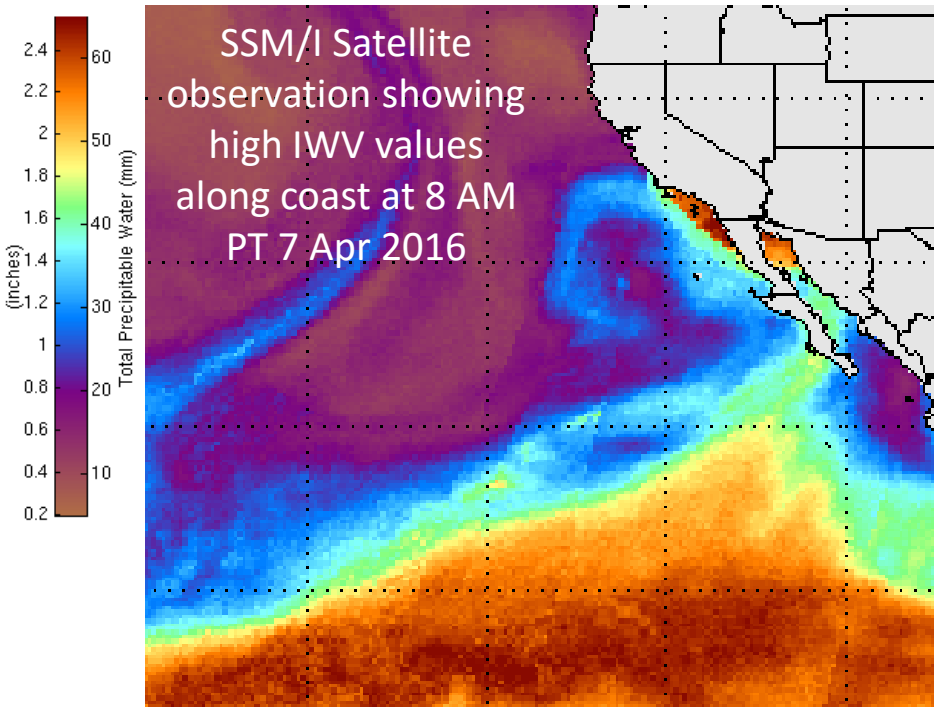 SSM/I Satellite
observation showing
high IWV values
along coast at 8 AM
PT 7 Apr 2016
2.4
2.2
2
1.8
1.6
1.4
1.2
1
0.8
0.6
0.4
0.2
(inches)
60
50
40
30
20
10
Total Precipitable Water (mm)